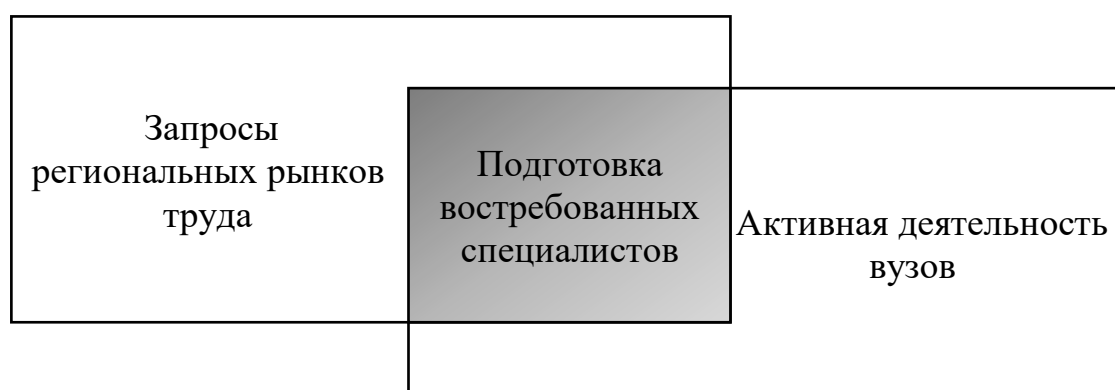 Запросы
региональных рынков
труда
Подготовка
востребованных
специалистов
Активная деятельность
вузов